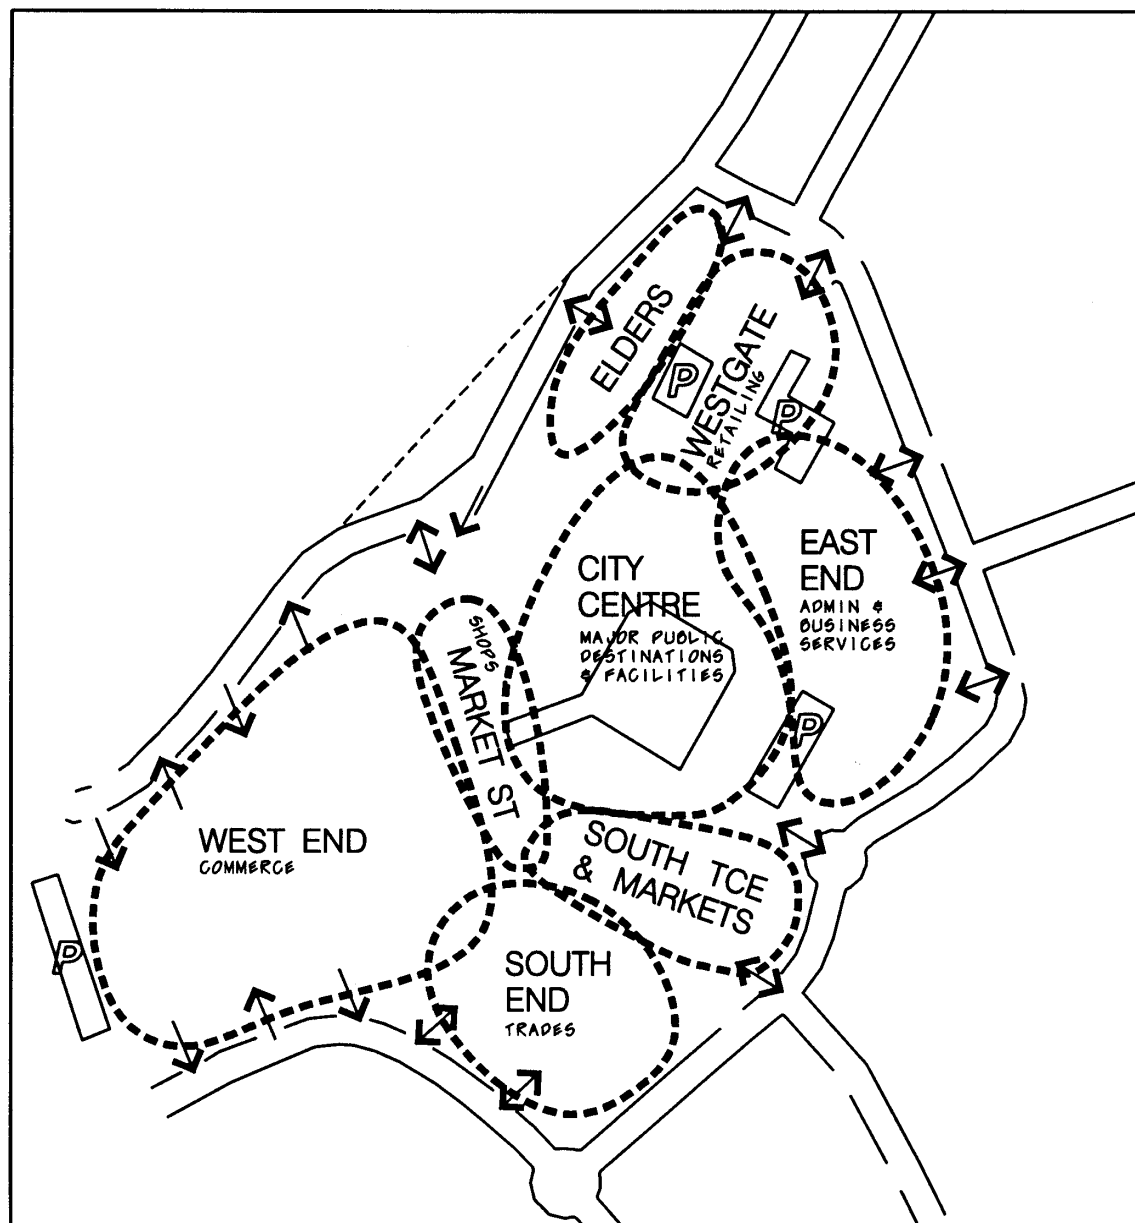 ELDERS
WESTGATE
RETAILING
P
P
EAST
END
ADMIN &
BUSINESS
SERVICES
CITY
CENTRE
MAJOR PUBLIC
DESTINATIONS
& FACILITIES
SHOPS
MARKET ST
P
WEST END
COMMERCE
SOUTH TCE
& MARKETS
P
SOUTH
END
TRADES